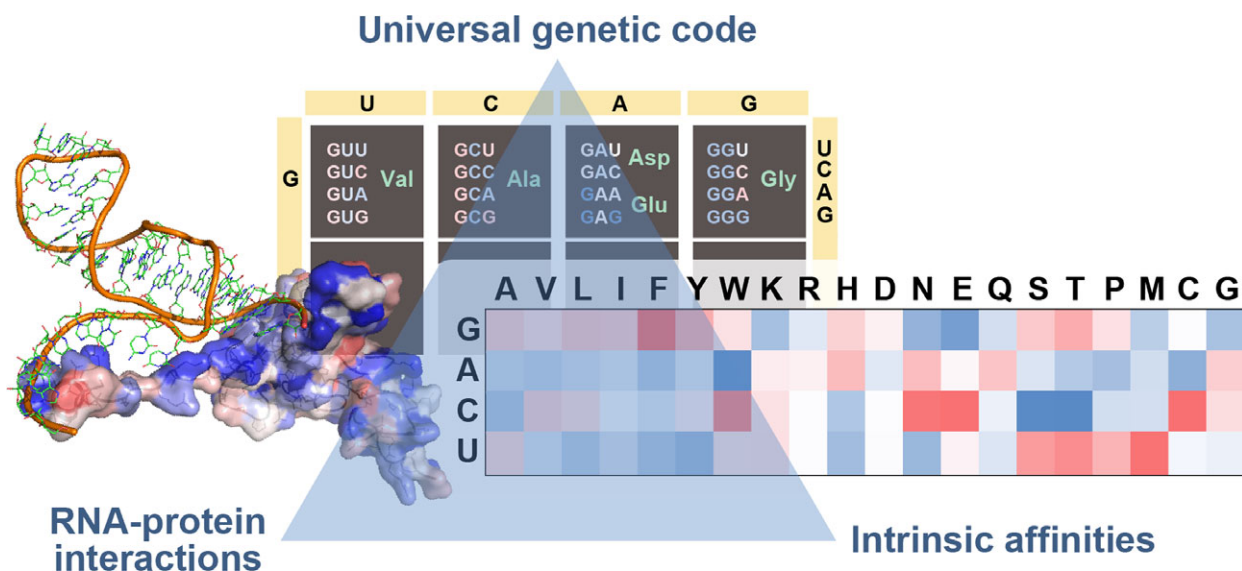 Universal genetic code
U C A G
G
GUU
GUC
GUA
GUG
Val
GCU
GCC
GCA
GCG
Ala
GAU
GAC
GAA
GAG
Asp
Glu
GGU
GGC
GGA
GGG
Gly
U
C
A
G
A V L I F Y W K R H D N E Q S T P M C G
G
A
C
U
RNA-protein
interactions
Intrinsic affinities